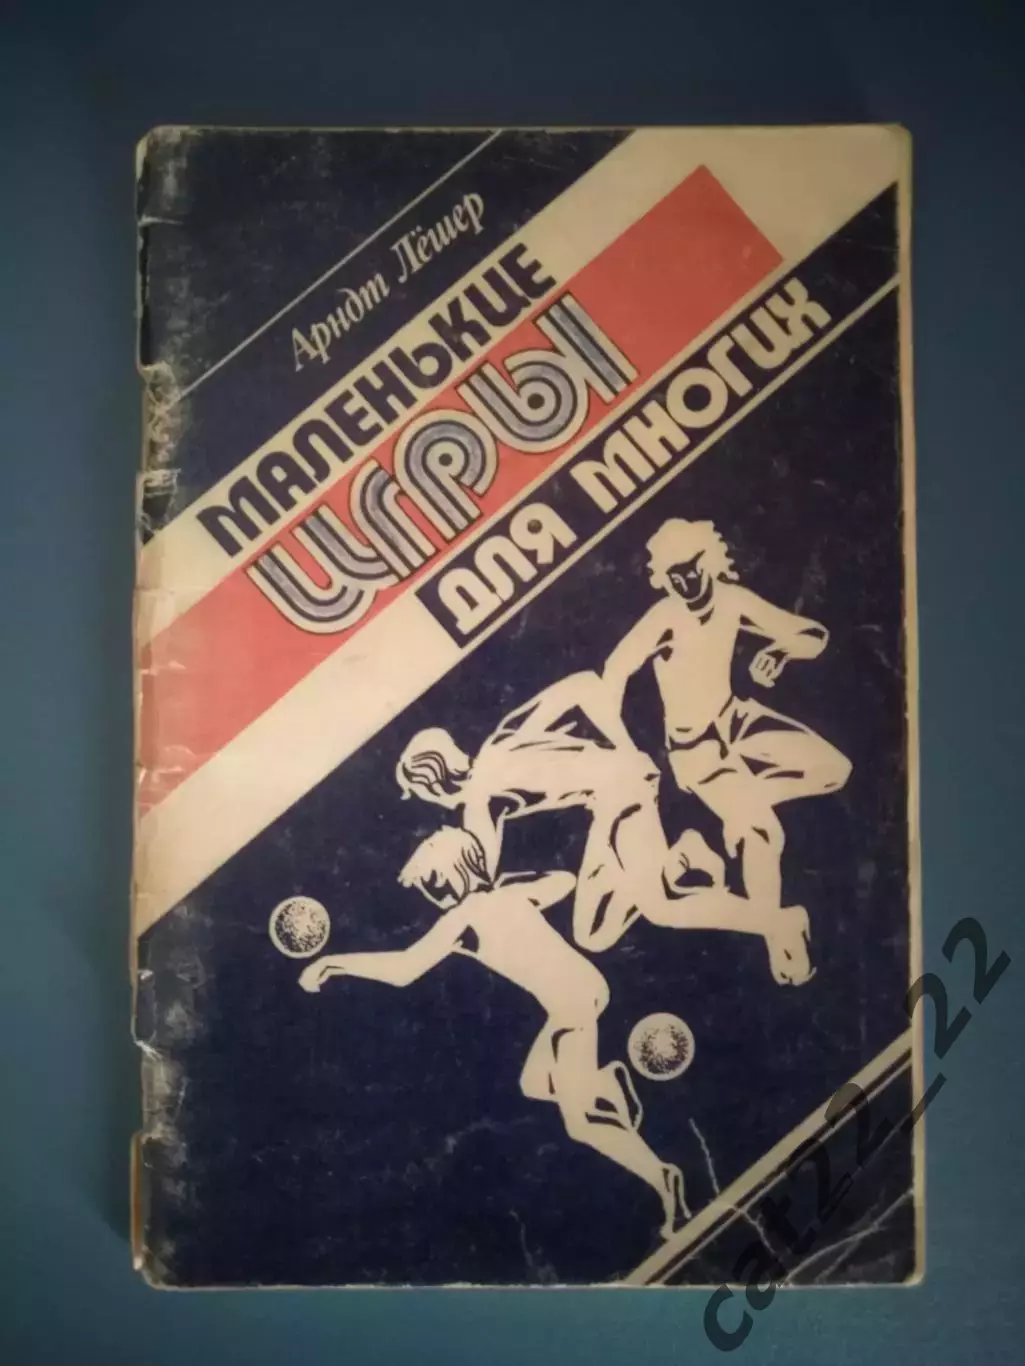 Арндт Лёшер
МАЛЕНЬКИЕ
ИГРЫ
ДЛЯ МНОГИХ
cat22_22